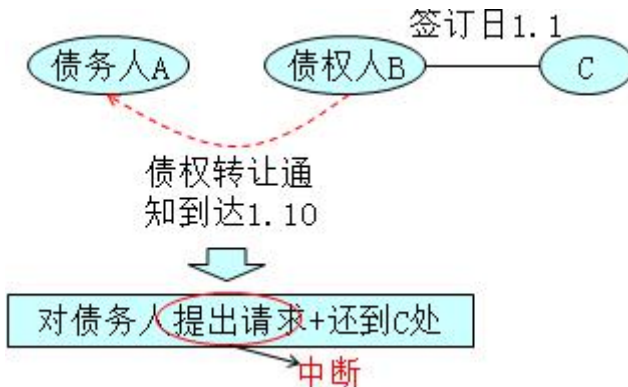 签订日1.1
债务人A
债权人B
C
债权转让通
知到达1.10
对债务人提出请求+还到C处
中断